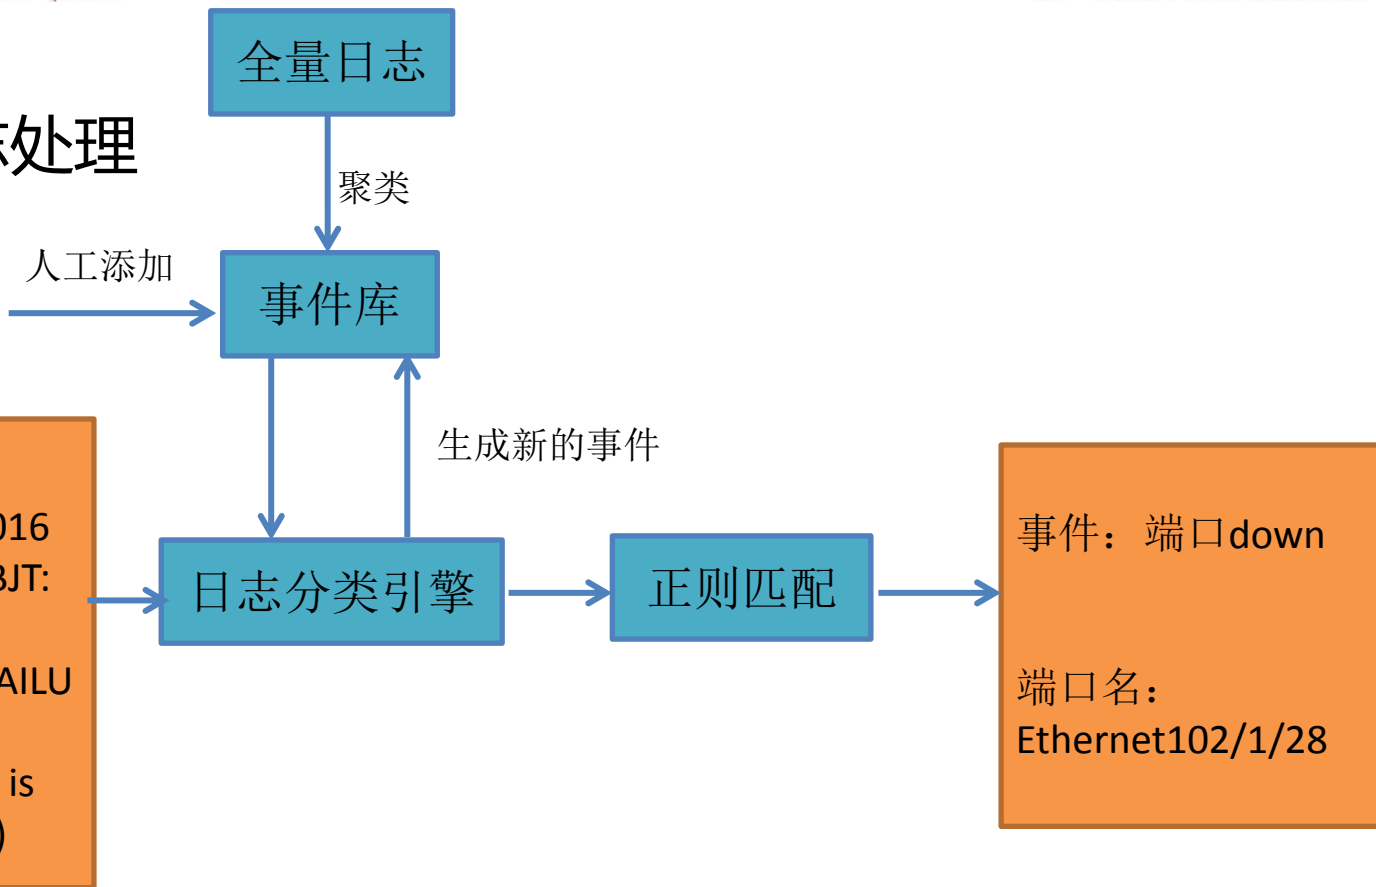 全量日志
处理
聚类
人工添加
事件库
生成新的事件
016
BJT:
AILU
is
)
日志分类引擎
正则匹配
事件：端口down
端口名：
Ethernet102/1/28